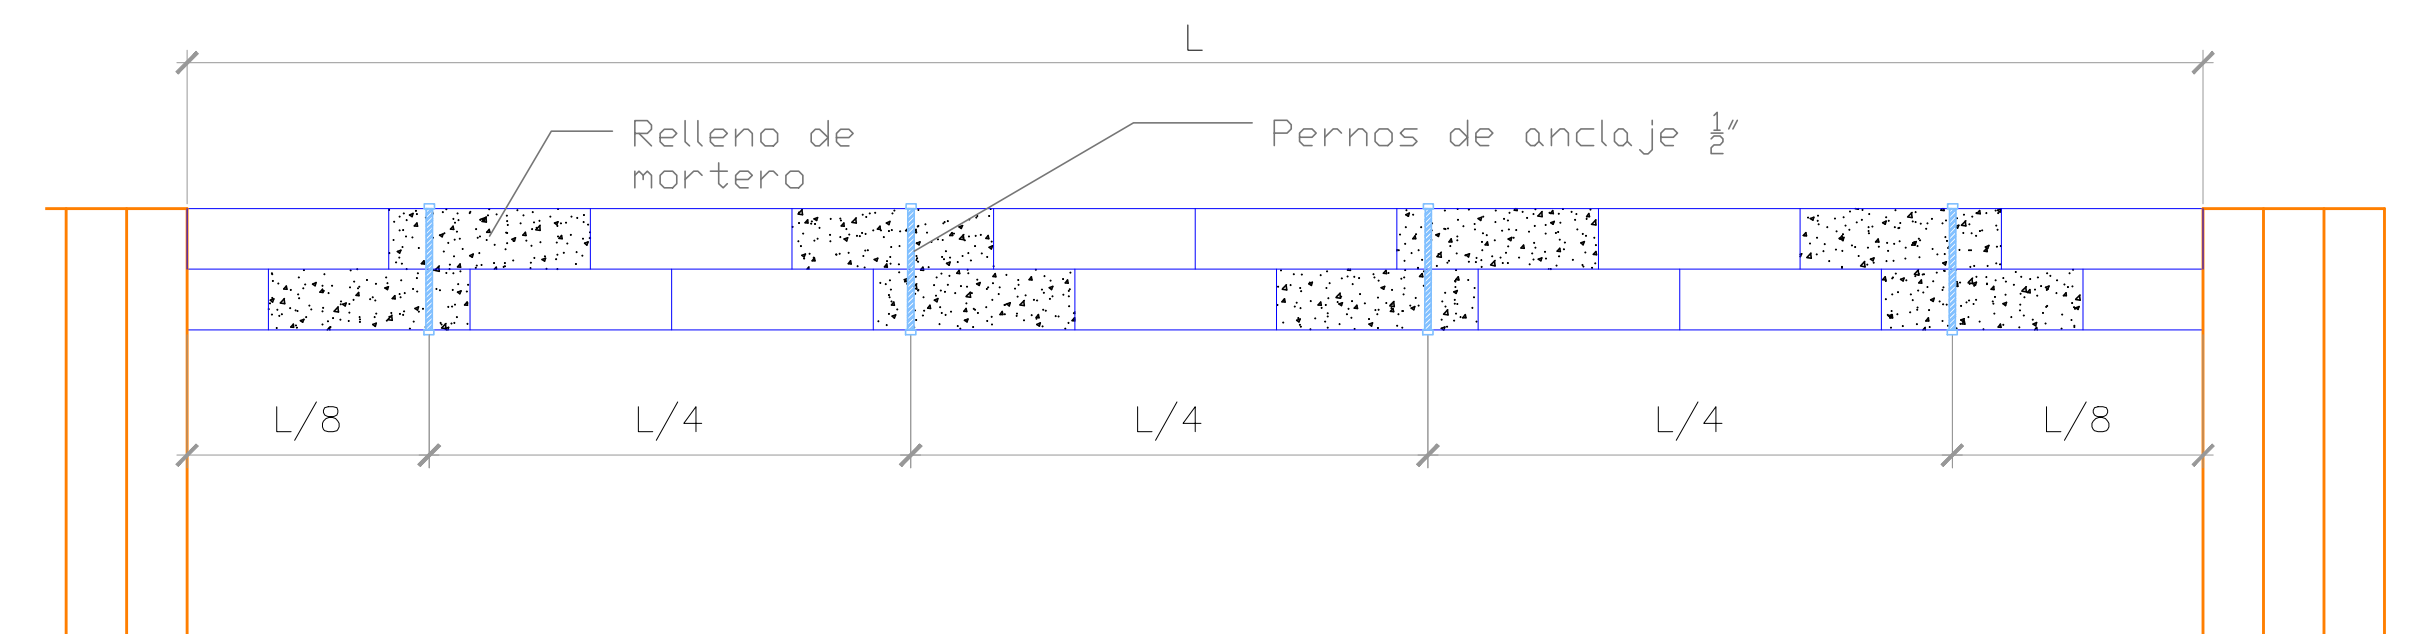 L
Relleno de
mortero
Pernos de anclaje ½″
L/8
L/4
L/4
L/4
L/8